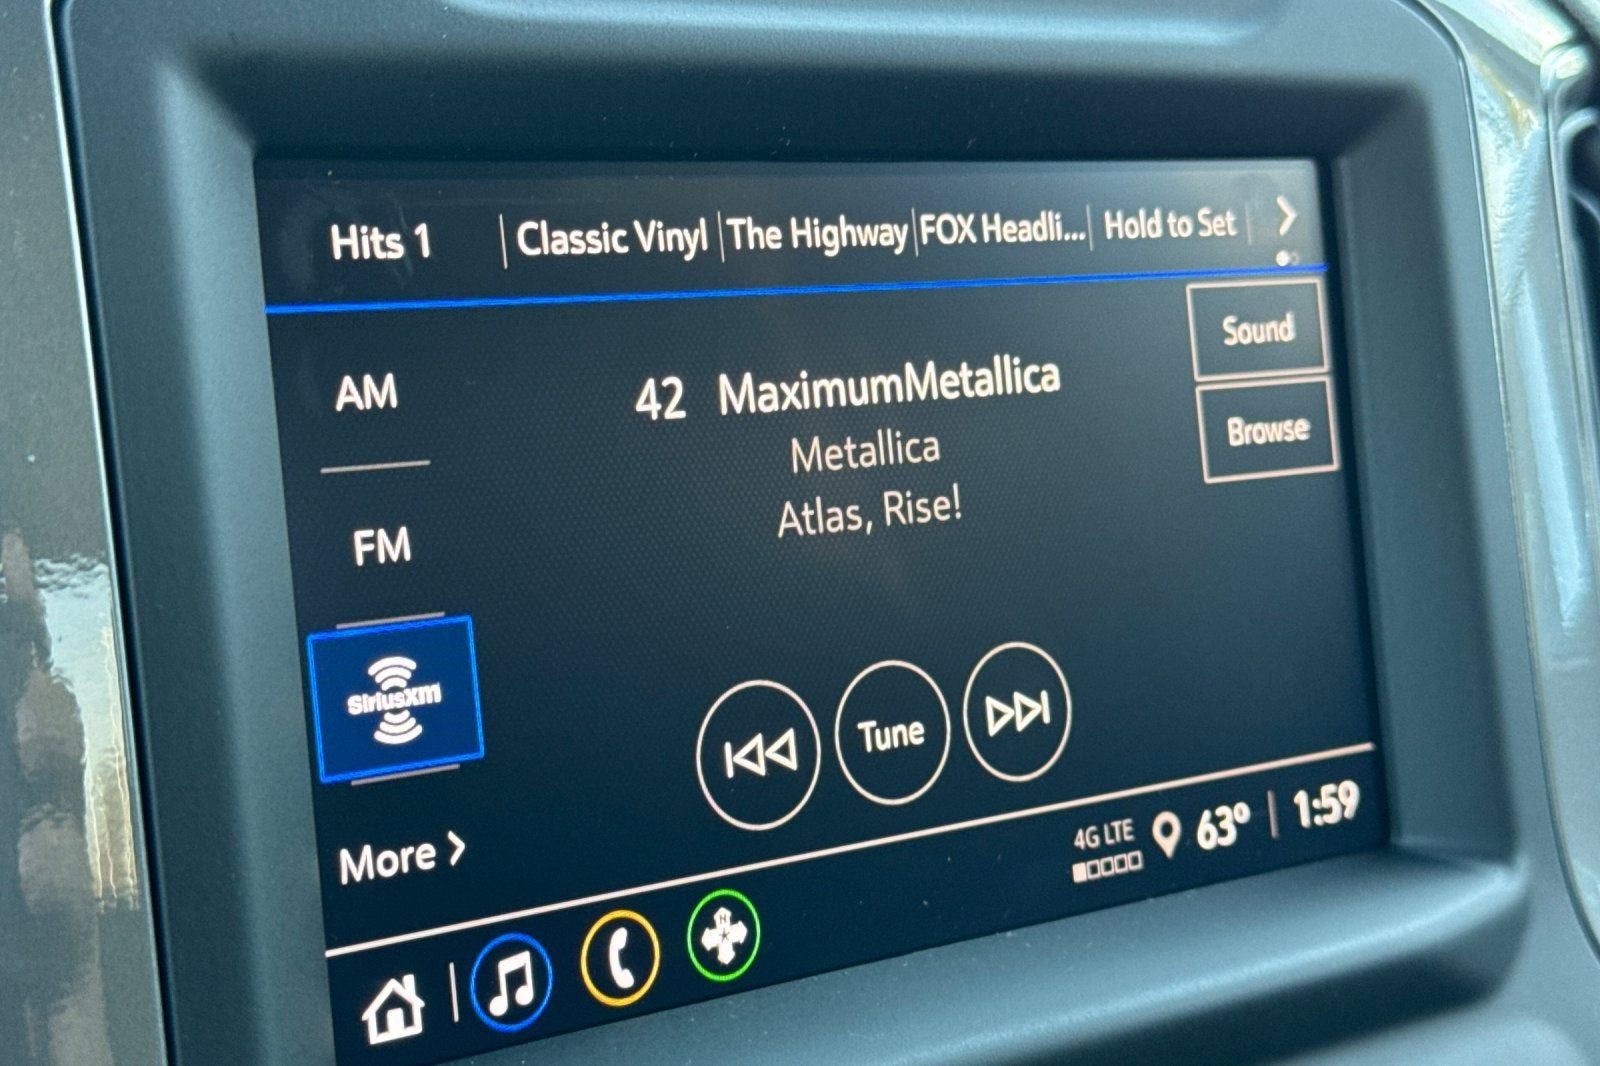 Hits 1 Classic Vinyl The Highway FOX Headli... Hold to Set
Sound
Browse
AM
FM
SiriusXM
More
42 MaximumMetallica
Metallica
Atlas, Rise!
Tune
4G LTE 63° 1:59
N